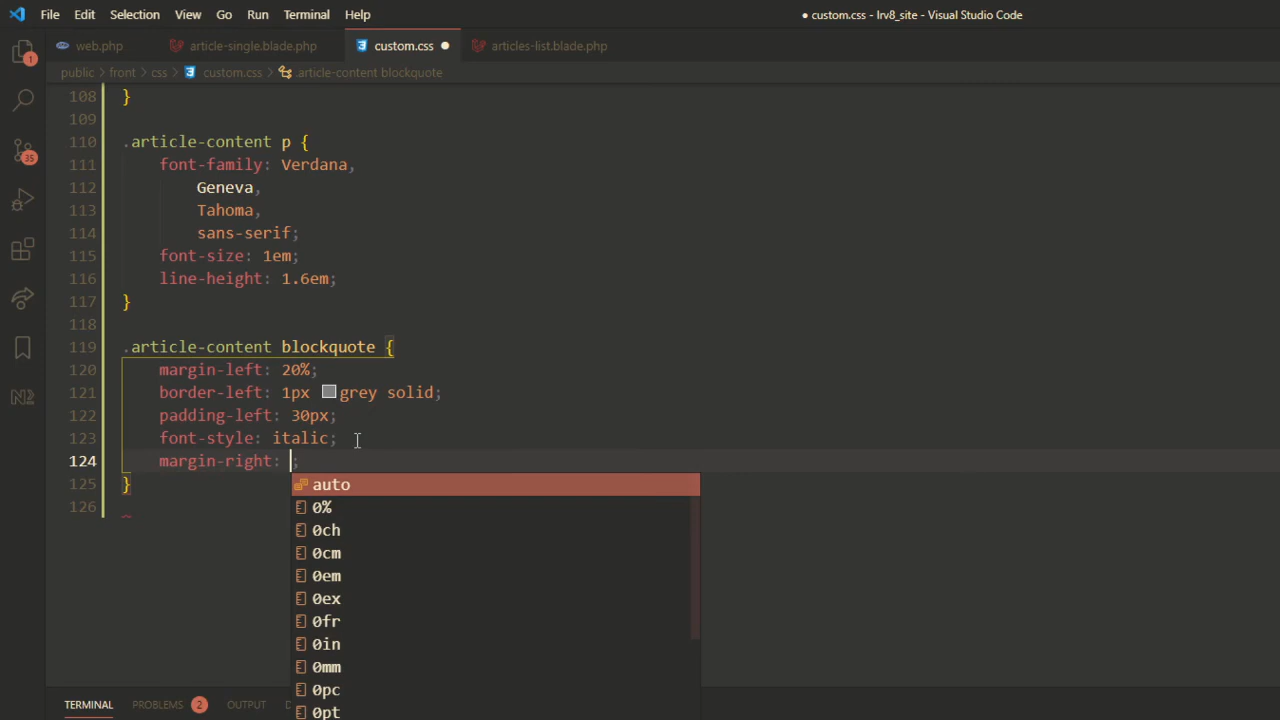 File Edit Selection View Go Run Terminal Help
● custom.css - lrv8_site - Visual Studio Code
web.php article-single.blade.php custom.css ● articles-list.blade.php
public > front > css > custom.css > .article-content blockquote
108 }
109
110 .article-content p {
111 font-family: Verdana,
112 Geneva,
113 Tahoma,
114 sans-serif;
115 font-size: 1em;
116 line-height: 1.6em;
117 }
118
119 .article-content blockquote {
120 margin-left: 20%;
121 border-left: 1px grey solid;
122 padding-left: 30px;
123 font-style: italic;
124 margin-right: ;
125 }
126
auto
0%
0ch
0cm
0em
0ex
0fr
0in
0mm
0pc
0pt
1
35
TERMINAL PROBLEMS 2 OUTPUT D